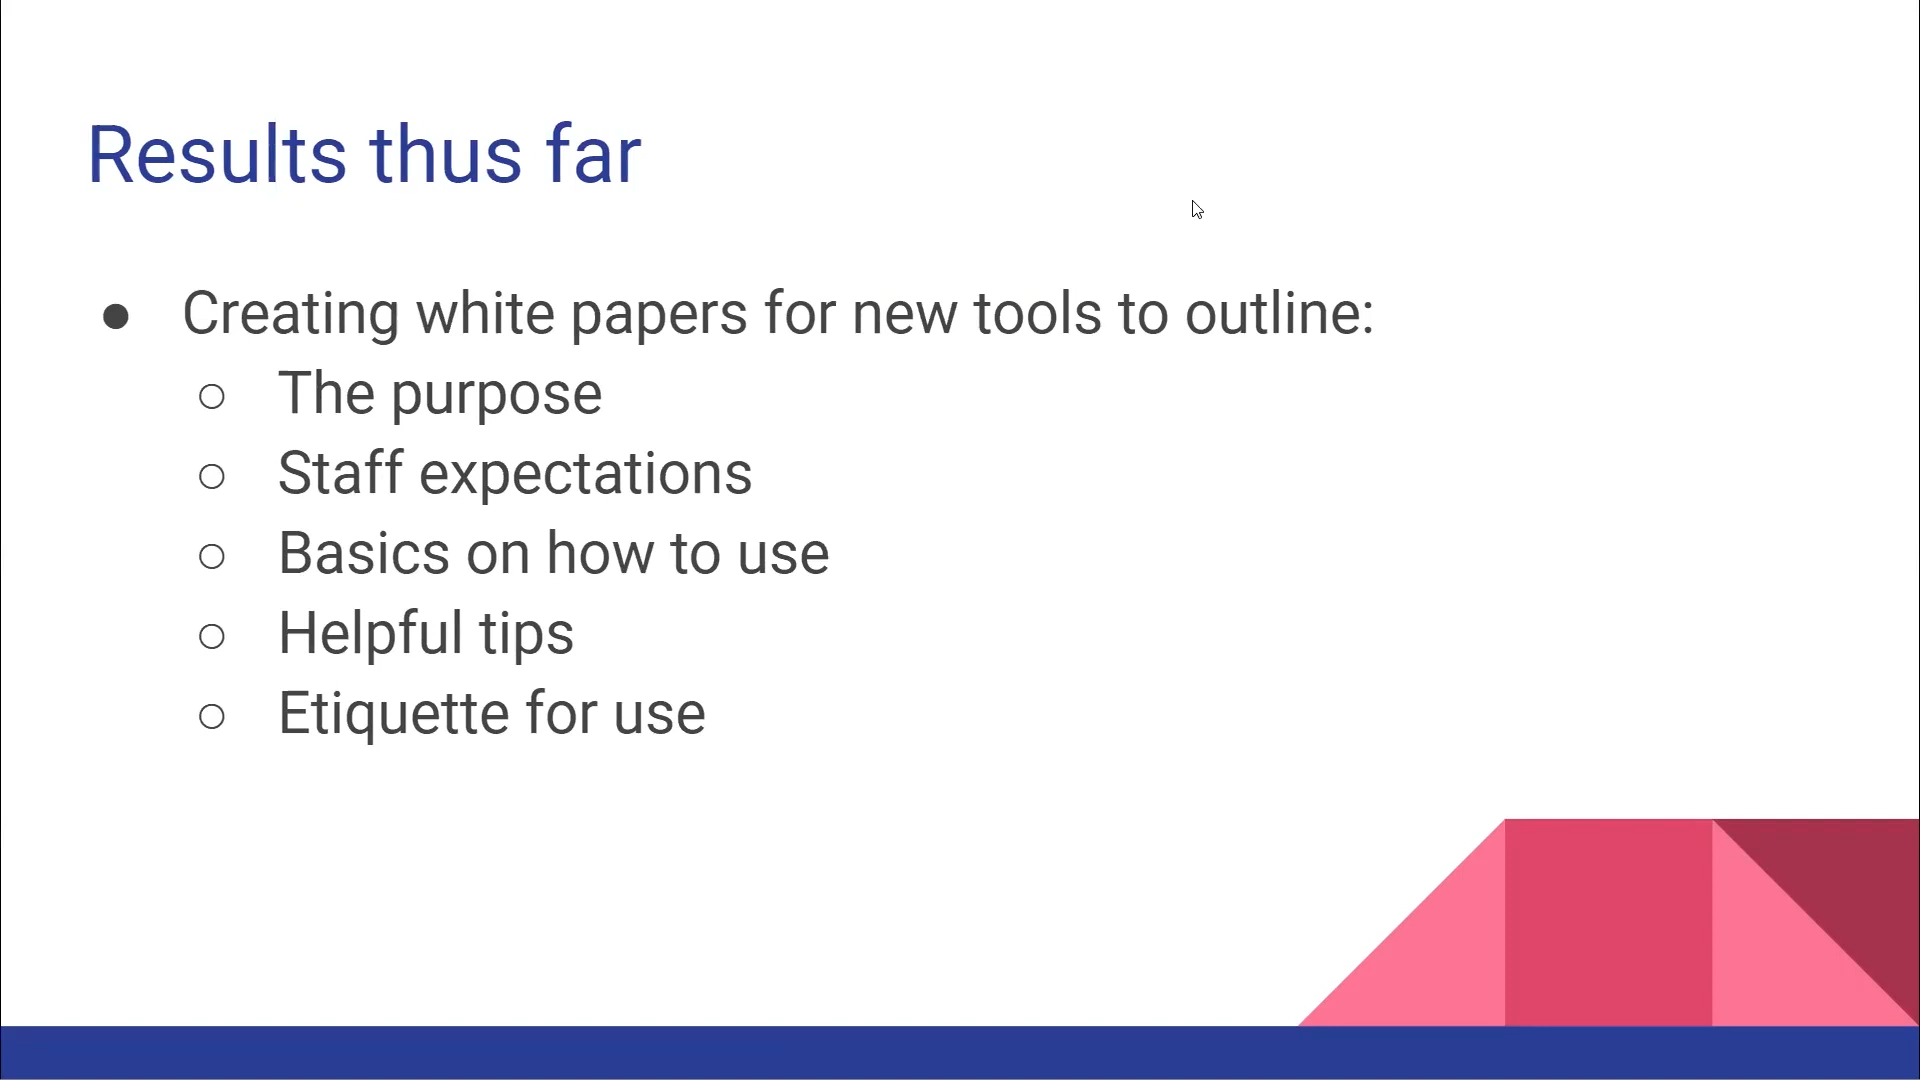 Results thus far
● Creating white papers for new tools to outline:
○ The purpose
○ Staff expectations
○ Basics on how to use
○ Helpful tips
○ Etiquette for use